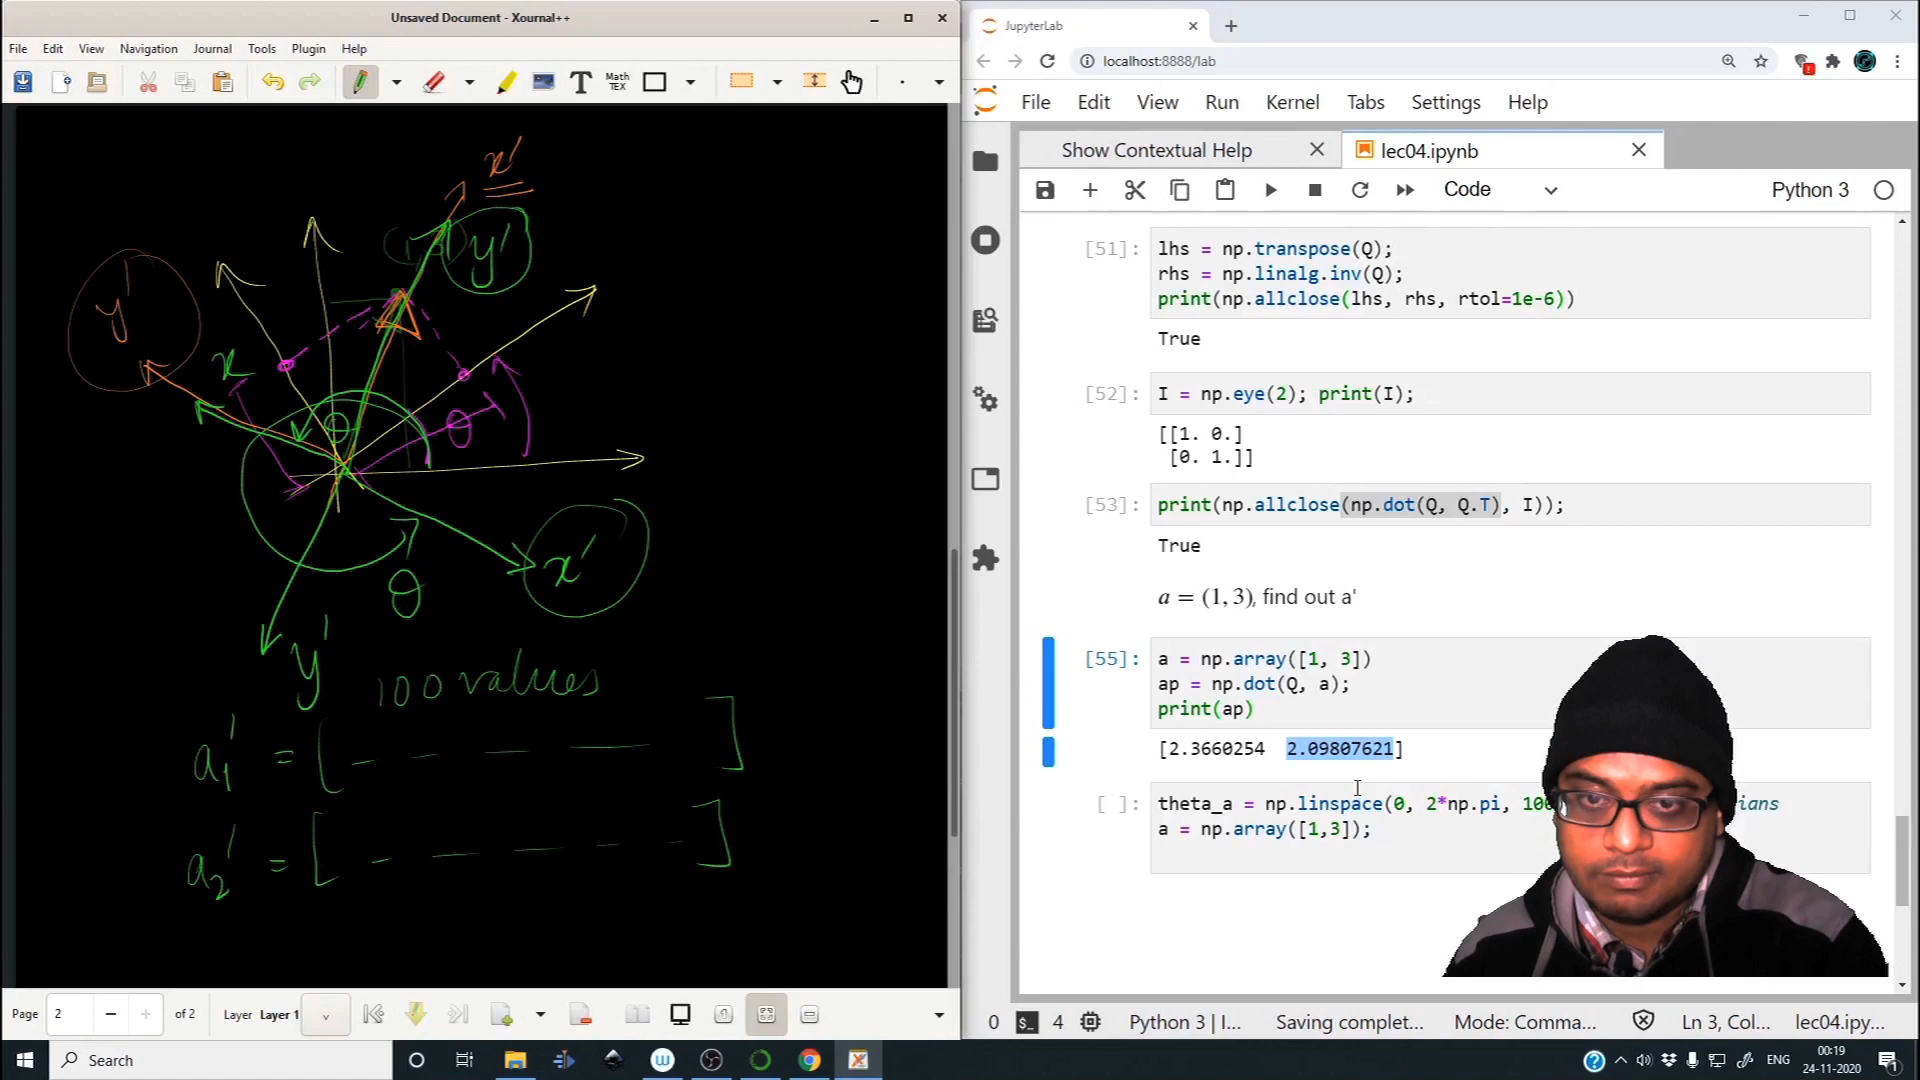 Unsaved Document - Xournal++
File Edit View Navigation Journal Tools Plugin Help
T Math TEX
x'
y'
y'
x
θ
θ
x'
θ
y'
100 values
a1' = [ — — — ]
a2' = [ — — — — — ]
Page 2 of 2 Layer Layer 1
JupyterLab
localhost:8888/lab
File Edit View Run Kernel Tabs Settings Help
Show Contextual Help
lec04.ipynb
Code Python 3
[51]: lhs = np.transpose(Q);
rhs = np.linalg.inv(Q);
print(np.allclose(lhs, rhs, rtol=1e-6))
True
[52]: I = np.eye(2); print(I);
[[1. 0.]
[0. 1.]]
[53]: print(np.allclose(np.dot(Q, Q.T), I));
True
a = (1, 3), find out a'
[55]: a = np.array([1, 3])
ap = np.dot(Q, a);
print(ap)
[2.3660254 2.09807621]
[ ]: theta_a = np.linspace(0, 2*np.pi, 100 ians
a = np.array([1,3]);
0 4 Python 3 | I... Saving complet... Mode: Comma... Ln 3, Col... lec04.ipy...
Search
ENG
00:19
24-11-2020